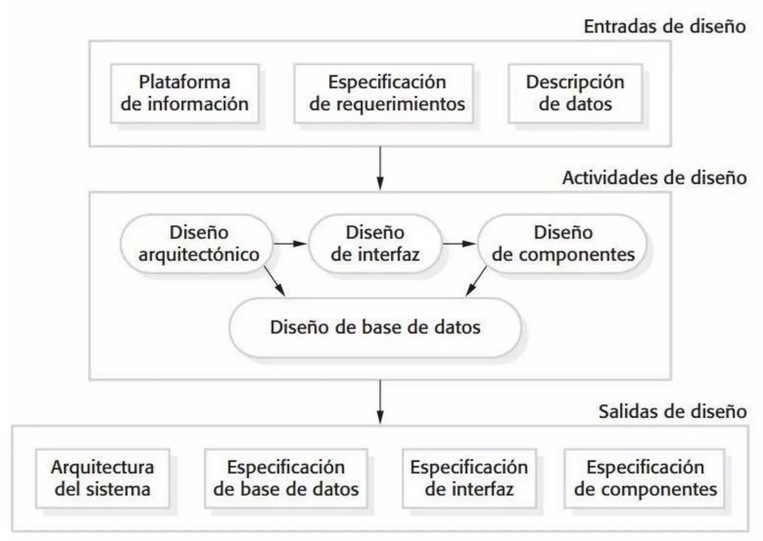 Entradas de diseño
Plataforma
de información
Especificación
de requerimientos
Descripción
de datos
Actividades de diseño
Diseño
arquitectónico
Diseño
de interfaz
Diseño
de componentes
Diseño de base de datos
Salidas de diseño
Arquitectura
del sistema
Especificación
de base de datos
Especificación
de interfaz
Especificación
de componentes